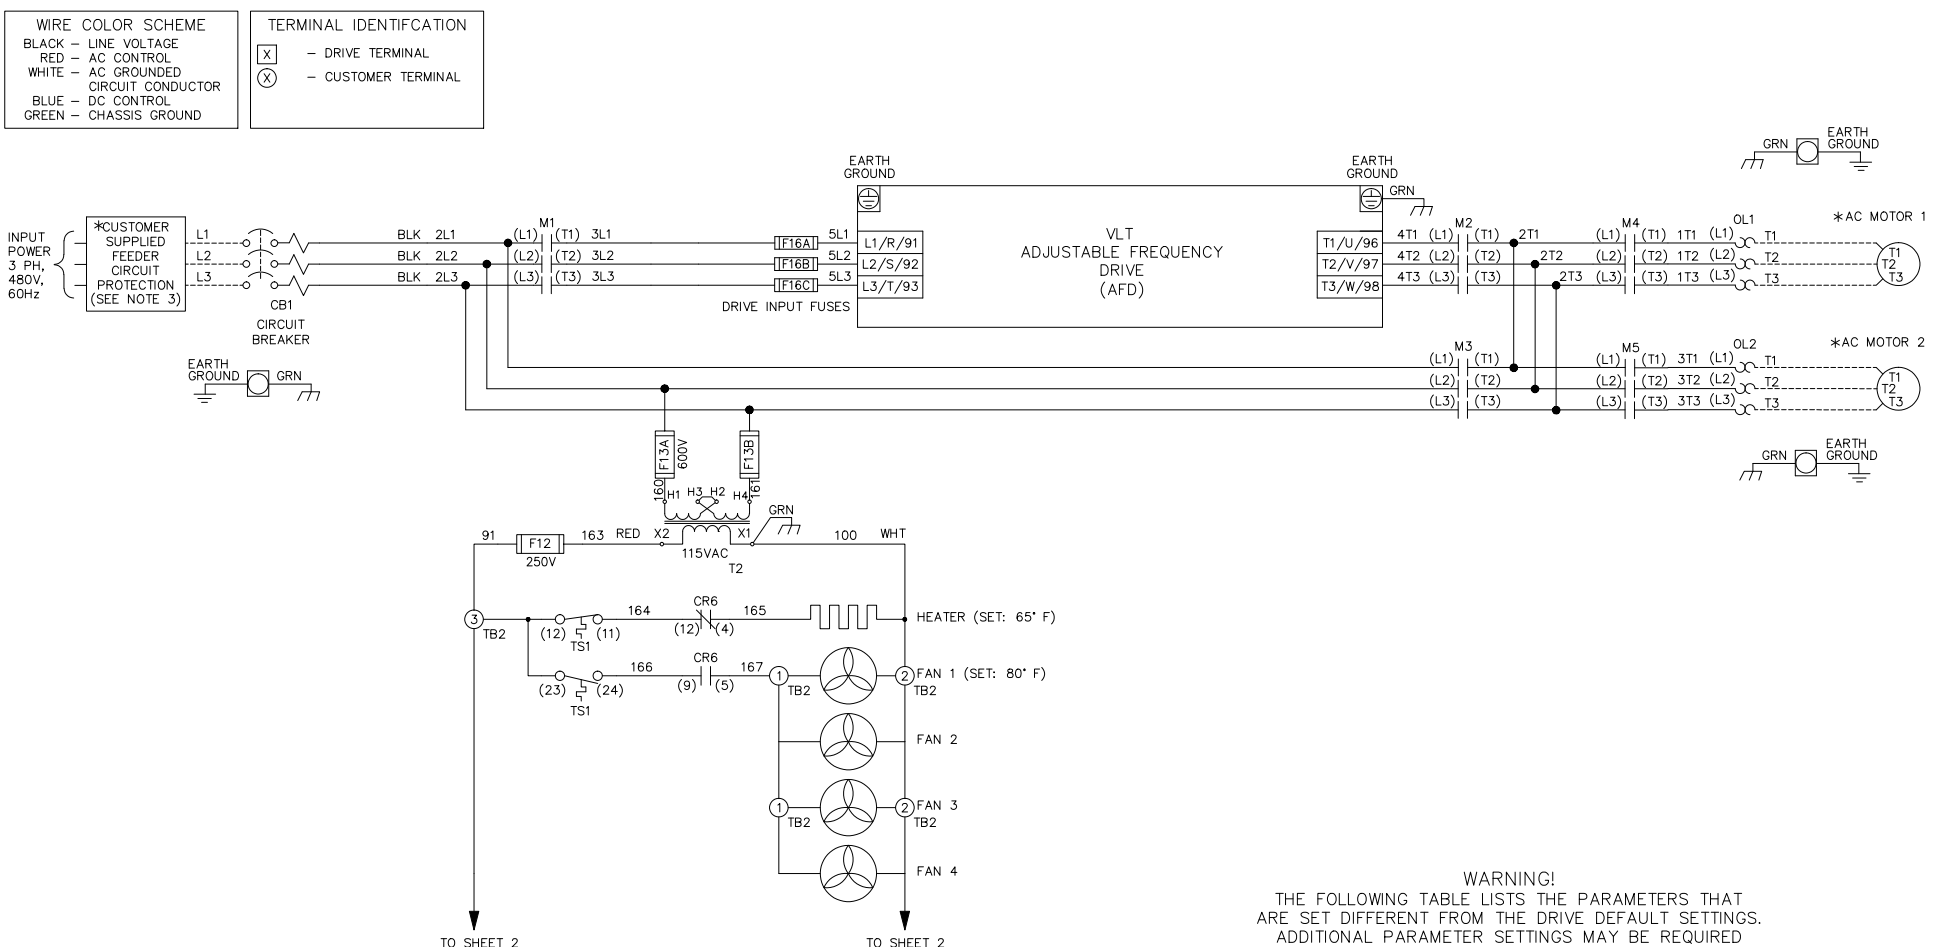 WIRE COLOR SCHEME
BLACK – LINE VOLTAGE
RED – AC CONTROL
WHITE – AC GROUNDED
CIRCUIT CONDUCTOR
BLUE – DC CONTROL
GREEN – CHASSIS GROUND
TERMINAL IDENTIFCATION
X – DRIVE TERMINAL
X – CUSTOMER TERMINAL
GRN EARTH
GROUND
EARTH
GROUND
EARTH
GROUND
GRN
INPUT
POWER
3 PH,
480V,
60Hz
*CUSTOMER
SUPPLIED
FEEDER
CIRCUIT
PROTECTION
(SEE NOTE 3)
L1
L2
L3
CB1
CIRCUIT
BREAKER
BLK 2L1
BLK 2L2
BLK 2L3
M1
(L1) (T1) 3L1
(L2) (T2) 3L2
(L3) (T3) 3L3
F16A 5L1
F16B 5L2
F16C 5L3
DRIVE INPUT FUSES
L1/R/91
L2/S/92
L3/T/93
VLT
ADJUSTABLE FREQUENCY
DRIVE
(AFD)
T1/U/96
T2/V/97
T3/W/98
M2
4T1 (L1) (T1) 2T1
4T2 (L2) (T2) 2T2
4T3 (L3) (T3) 2T3
M4
(L1) (T1) 1T1 (L1)
(L2) (T2) 1T2 (L2)
(L3) (T3) 1T3 (L3)
OL1
T1
T2
T3
*AC MOTOR 1
T1
T2
T3
M3
(L1) (T1)
(L2) (T2)
(L3) (T3)
M5
(L1) (T1) 3T1 (L1)
(L2) (T2) 3T2 (L2)
(L3) (T3) 3T3 (L3)
OL2
T1
T2
T3
*AC MOTOR 2
T1
T2
T3
EARTH
GROUND GRN
GRN EARTH
GROUND
F13A
600V
F13B
160
161
H1 H3 H2 H4
GRN
91 F12 163 RED X2 X1 100 WHT
250V
115VAC
T2
3
TB2
(12) (11)
TS1
164
CR6
(12) (4)
165
HEATER (SET: 65° F)
(23) (24)
TS1
166
CR6
(9) (5)
167
1
TB2
2
TB2
FAN 1 (SET: 80° F)
FAN 2
1
TB2
2
TB2
FAN 3
FAN 4
TO SHEET 2
TO SHEET 2
WARNING!
THE FOLLOWING TABLE LISTS THE PARAMETERS THAT
ARE SET DIFFERENT FROM THE DRIVE DEFAULT SETTINGS.
ADDITIONAL PARAMETER SETTINGS MAY BE REQUIRED